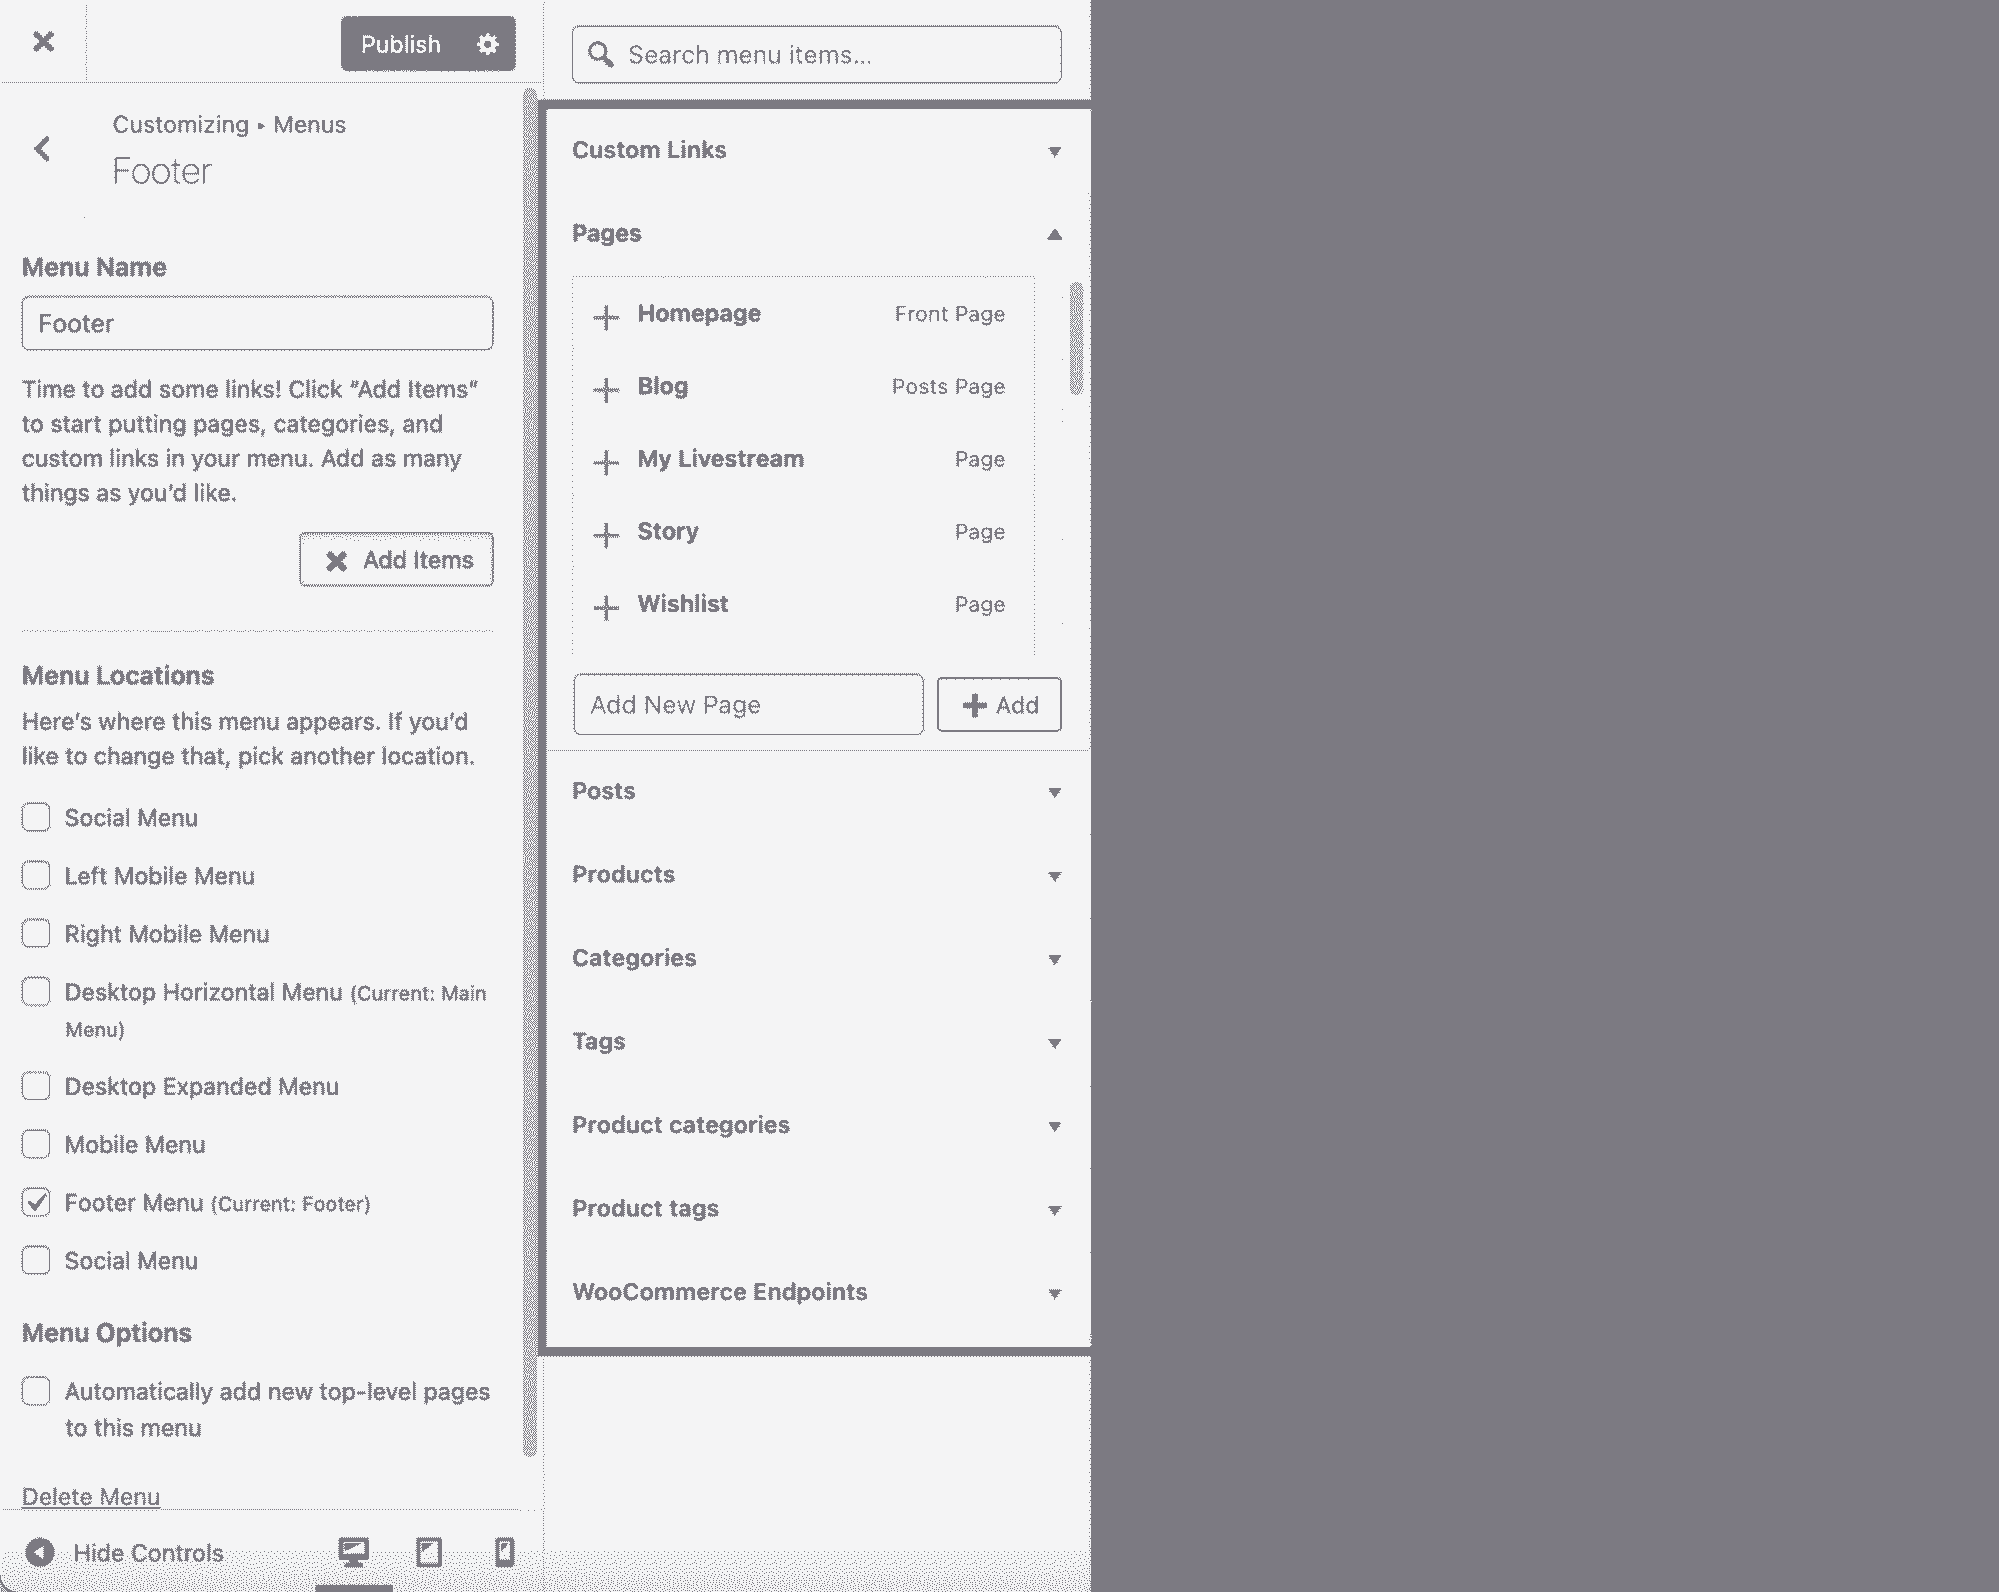 Publish
Customizing ▸ Menus
Footer
Menu Name
Footer
Time to add some links! Click “Add Items”
to start putting pages, categories, and
custom links in your menu. Add as many
things as you’d like.
Add Items
Menu Locations
Here’s where this menu appears. If you’d
like to change that, pick another location.
Social Menu
Left Mobile Menu
Right Mobile Menu
Desktop Horizontal Menu (Current: Main
Menu)
Desktop Expanded Menu
Mobile Menu
Footer Menu (Current: Footer)
Social Menu
Menu Options
Automatically add new top-level pages
to this menu
Delete Menu
Hide Controls
Search menu items...
Custom Links
Pages
Homepage Front Page
Blog Posts Page
My Livestream Page
Story Page
Wishlist Page
Add New Page
Add
Posts
Products
Categories
Tags
Product categories
Product tags
WooCommerce Endpoints